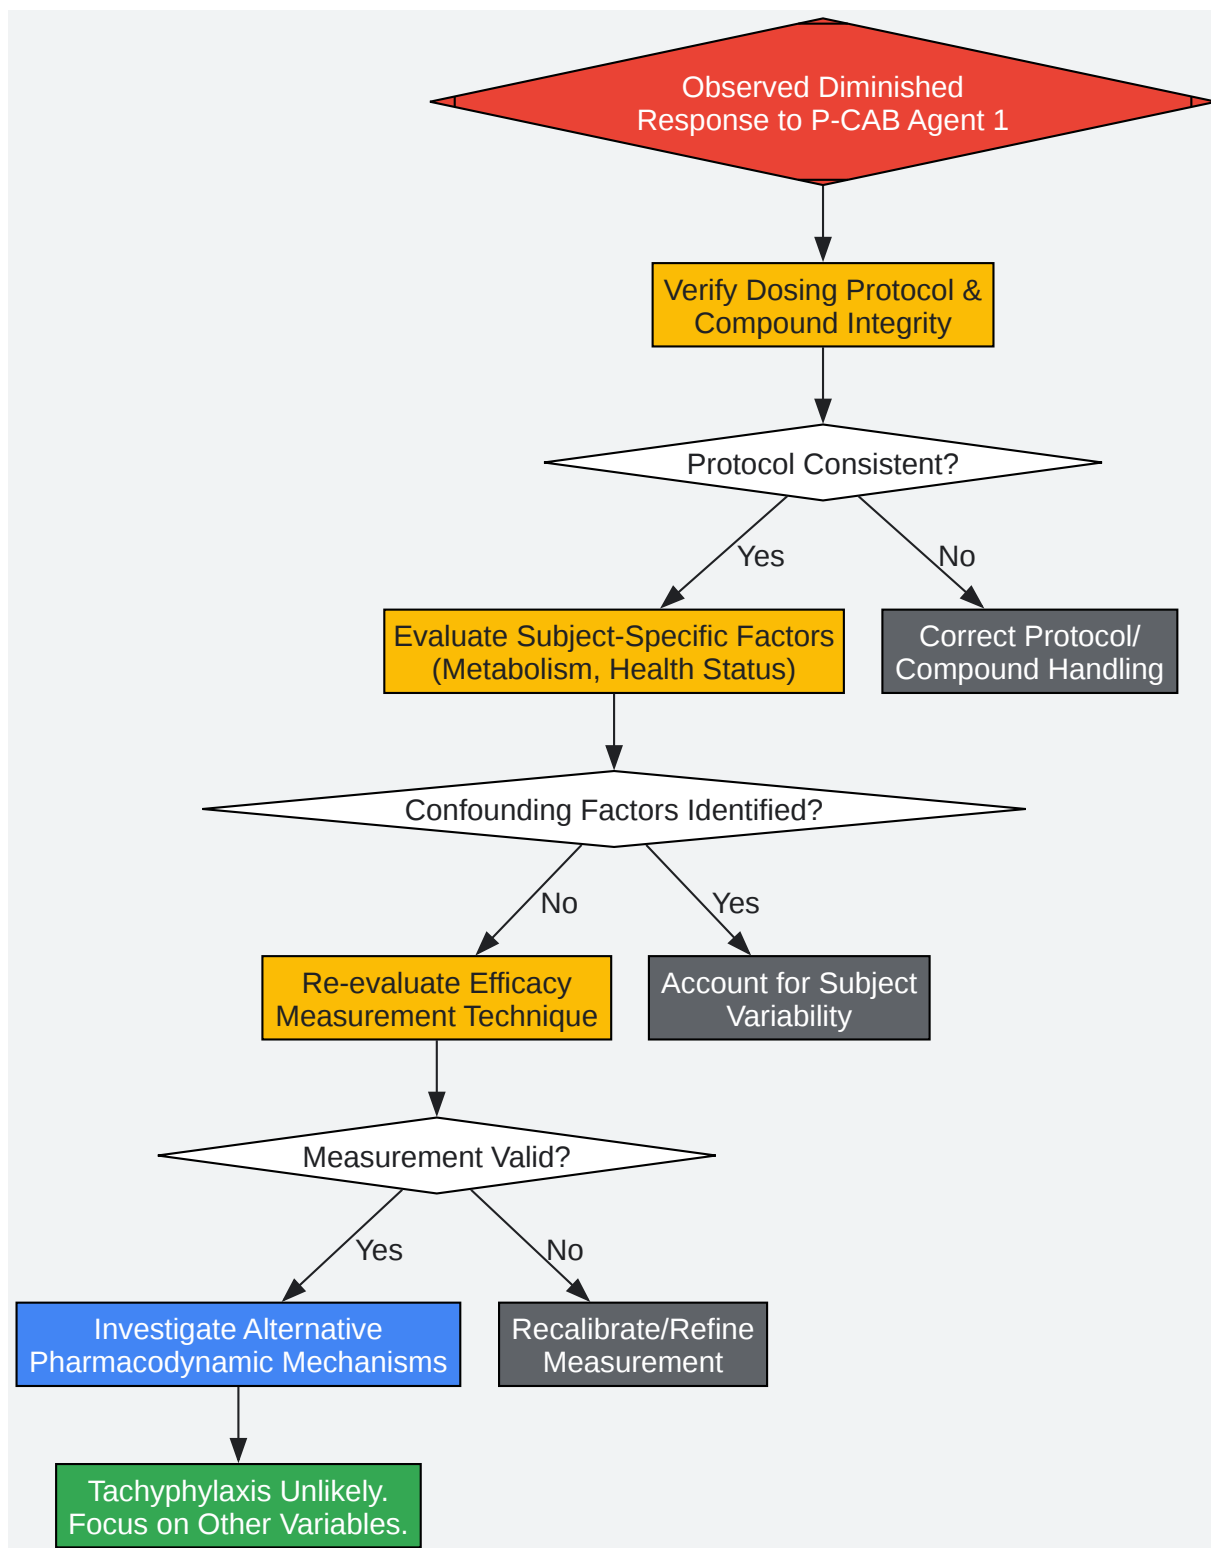 Observed Diminished
Response to P-CAB Agent 1
Verify Dosing Protocol &
Compound Integrity
Protocol Consistent?
Yes
No
Evaluate Subject-Specific Factors
(Metabolism, Health Status)
Correct Protocol/
Compound Handling
Confounding Factors Identified?
No
Yes
Re-evaluate Efficacy
Measurement Technique
Account for Subject
Variability
Measurement Valid?
Yes
No
Investigate Alternative
Pharmacodynamic Mechanisms
Recalibrate/Refine
Measurement
Tachyphylaxis Unlikely.
Focus on Other Variables.